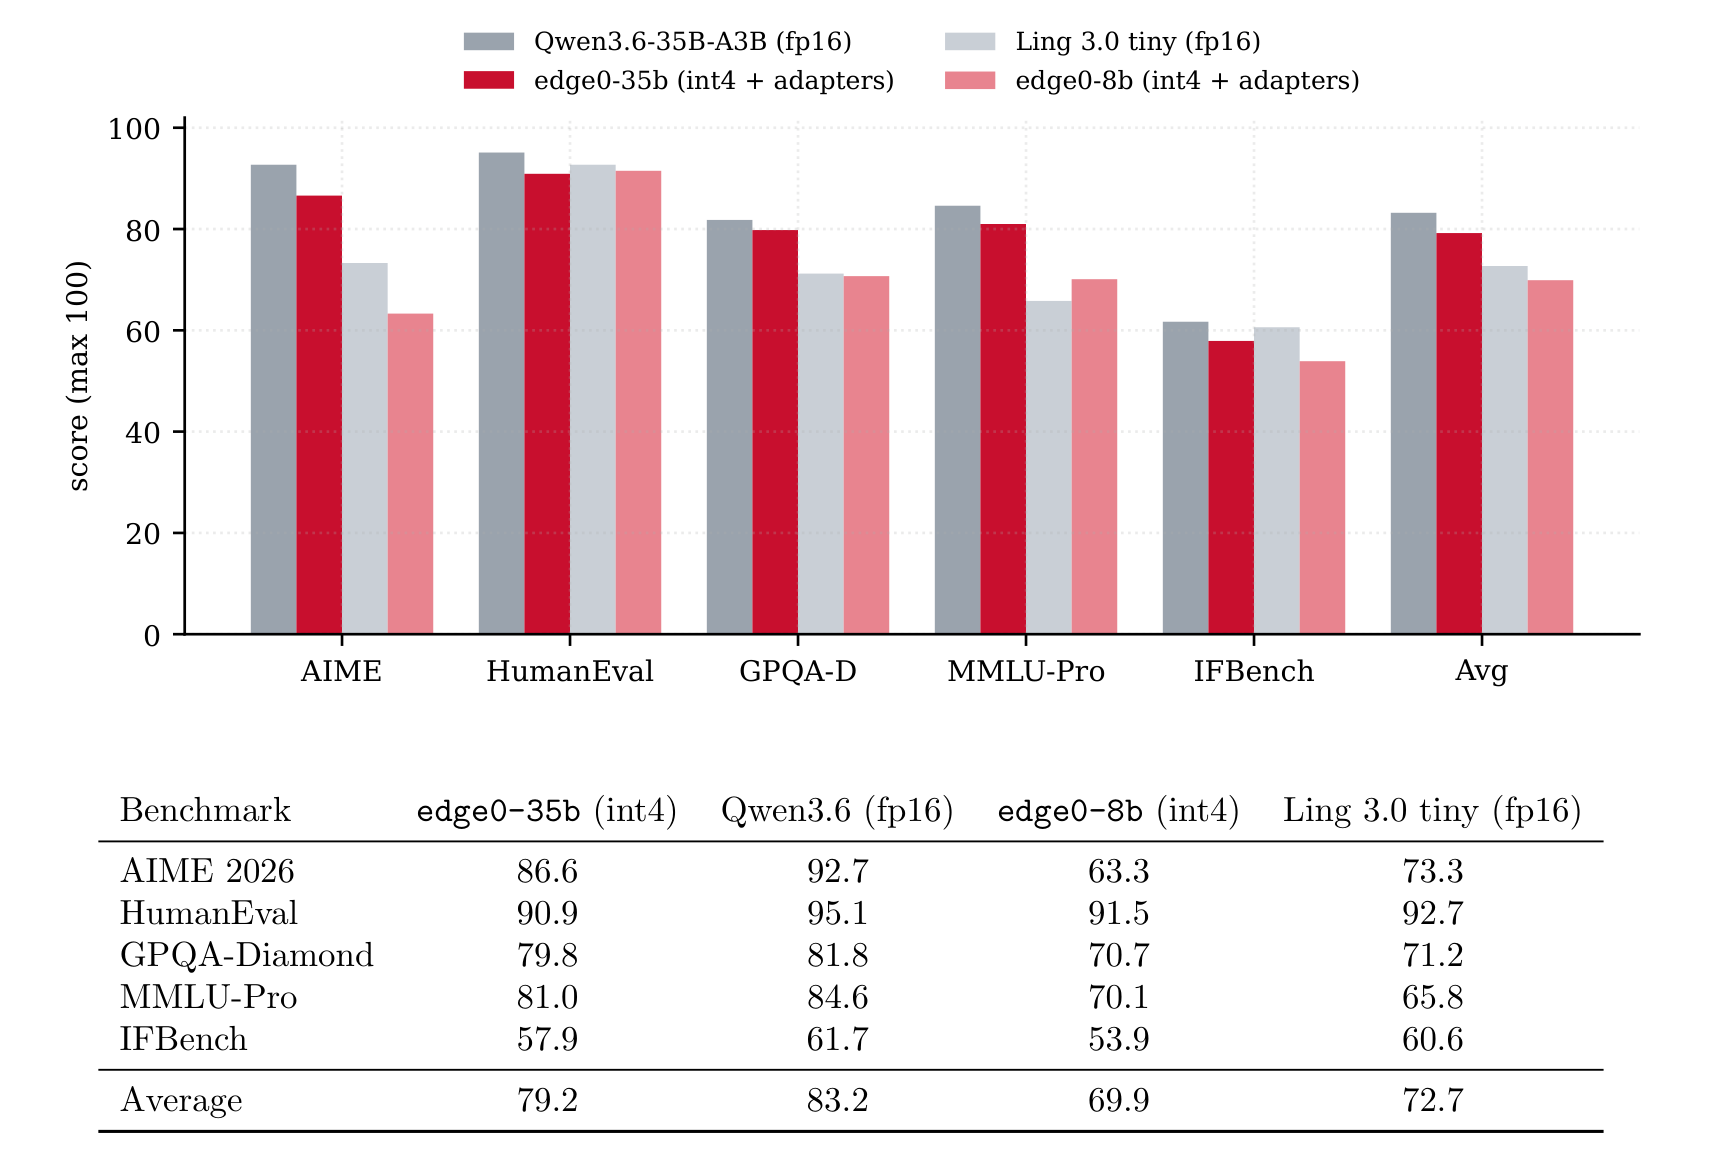 Qwen3.6-35B-A3B (fp16) Ling 3.0 tiny (fp16)
edge0-35b (int4 + adapters) edge0-8b (int4 + adapters)
score (max 100)
100
80
60
40
20
0
AIME HumanEval GPQA-D MMLU-Pro IFBench Avg
Benchmark edge0-35b (int4) Qwen3.6 (fp16) edge0-8b (int4) Ling 3.0 tiny (fp16)
AIME 2026 86.6 92.7 63.3 73.3
HumanEval 90.9 95.1 91.5 92.7
GPQA-Diamond 79.8 81.8 70.7 71.2
MMLU-Pro 81.0 84.6 70.1 65.8
IFBench 57.9 61.7 53.9 60.6
Average 79.2 83.2 69.9 72.7